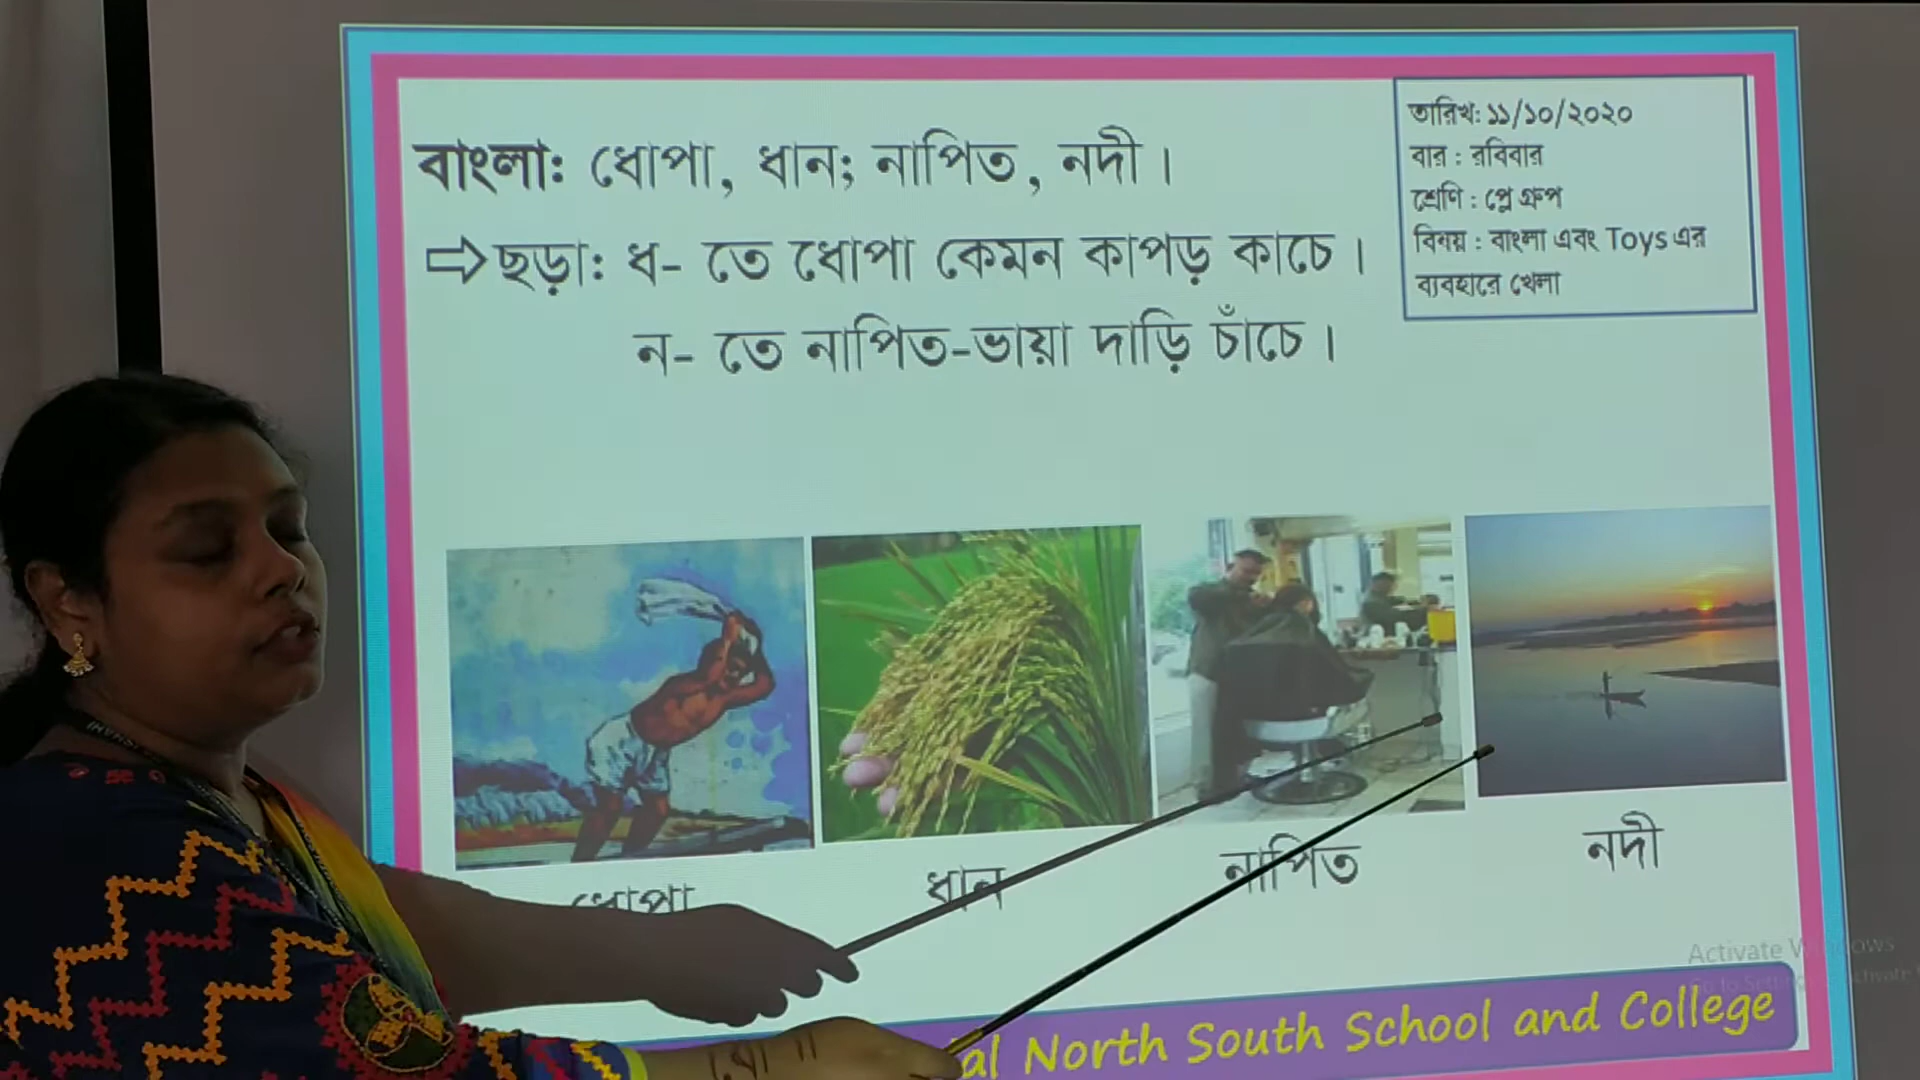 বাংলা: ধোপা, ধান; নাপিত, নদী।
⇨ছড়া: ধ- তে ধোপা কেমন কাপড় কাচে।
ন- তে নাপিত-ভায়া দাড়ি চাঁচে।
তারিখ: ১১/১০/২০২০
বার : রবিবার
শ্রেণি : প্লে গ্রুপ
বিষয় : বাংলা এবং Toys এর
ব্যবহারে খেলা
ধোপা
ধান
নাপিত
নদী
Activate Windows
al North South School and College